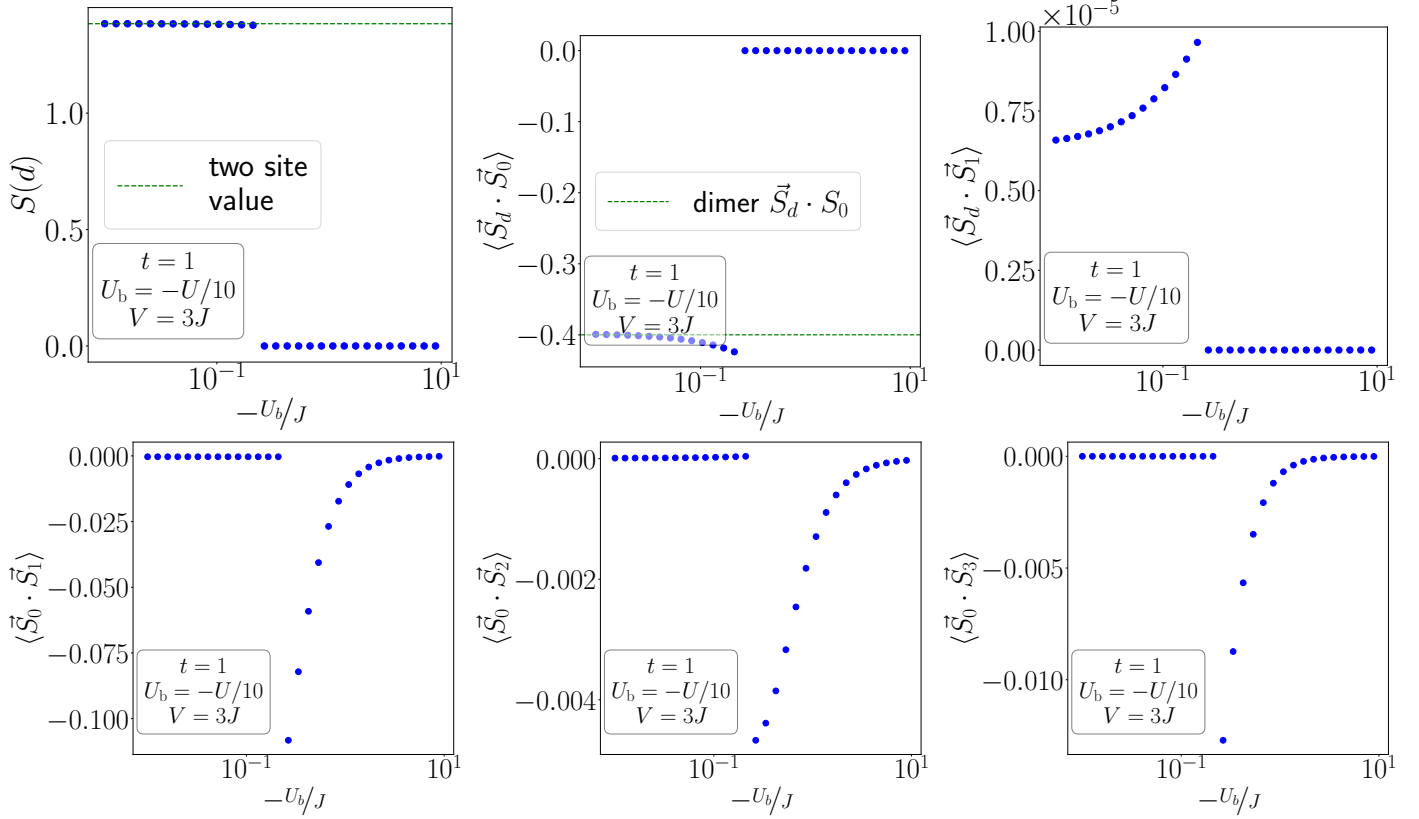 S(d)
1.0
0.5
0.0
two site
value
t = 1
U_b = −U/10
V = 3J
10^{-1}
10^1
−U_b/J
⟨S⃗_d · S⃗_0⟩
0.0
−0.1
−0.2
−0.3
−0.4
dimer S⃗_d · S_0
t = 1
U_b = −U/10
V = 3J
10^{-1}
10^1
−U_b/J
×10^{-5}
⟨S⃗_d · S⃗_1⟩
1.00
0.75
0.50
0.25
0.00
t = 1
U_b = −U/10
V = 3J
10^{-1}
10^1
−U_b/J
⟨S⃗_0 · S⃗_1⟩
0.000
−0.025
−0.050
−0.075
−0.100
t = 1
U_b = −U/10
V = 3J
10^{-1}
10^1
−U_b/J
⟨S⃗_0 · S⃗_2⟩
0.000
−0.002
−0.004
t = 1
U_b = −U/10
V = 3J
10^{-1}
10^1
−U_b/J
⟨S⃗_0 · S⃗_3⟩
0.000
−0.005
−0.010
t = 1
U_b = −U/10
V = 3J
10^{-1}
10^1
−U_b/J